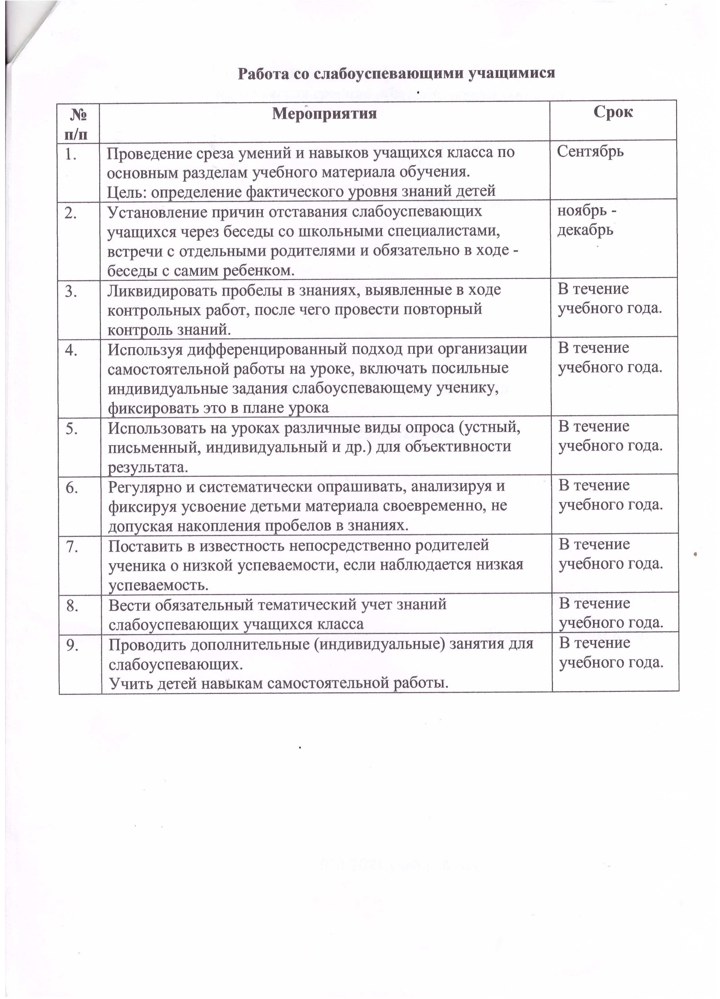 Работа со слабоуспевающими учащимися
№ п/п
Мероприятия
Срок
1.
Проведение среза умений и навыков учащихся класса по
основным разделам учебного материала обучения.
Цель: определение фактического уровня знаний детей
Сентябрь
2.
Установление причин отставания слабоуспевающих
учащихся через беседы со школьными специалистами,
встречи с отдельными родителями и обязательно в ходе -
беседы с самим ребенком.
ноябрь -
декабрь
3.
Ликвидировать пробелы в знаниях, выявленные в ходе
контрольных работ, после чего провести повторный
контроль знаний.
В течение
учебного года.
4.
Используя дифференцированный подход при организации
самостоятельной работы на уроке, включать посильные
индивидуальные задания слабоуспевающему ученику,
фиксировать это в плане урока
В течение
учебного года.
5.
Использовать на уроках различные виды опроса (устный,
письменный, индивидуальный и др.) для объективности
результата.
В течение
учебного года.
6.
Регулярно и систематически опрашивать, анализируя и
фиксируя усвоение детьми материала своевременно, не
допуская накопления пробелов в знаниях.
В течение
учебного года.
7.
Поставить в известность непосредственно родителей
ученика о низкой успеваемости, если наблюдается низкая
успеваемость.
В течение
учебного года.
8.
Вести обязательный тематический учет знаний
слабоуспевающих учащихся класса
В течение
учебного года.
9.
Проводить дополнительные (индивидуальные) занятия для
слабоуспевающих.
Учить детей навыкам самостоятельной работы.
В течение
учебного года.